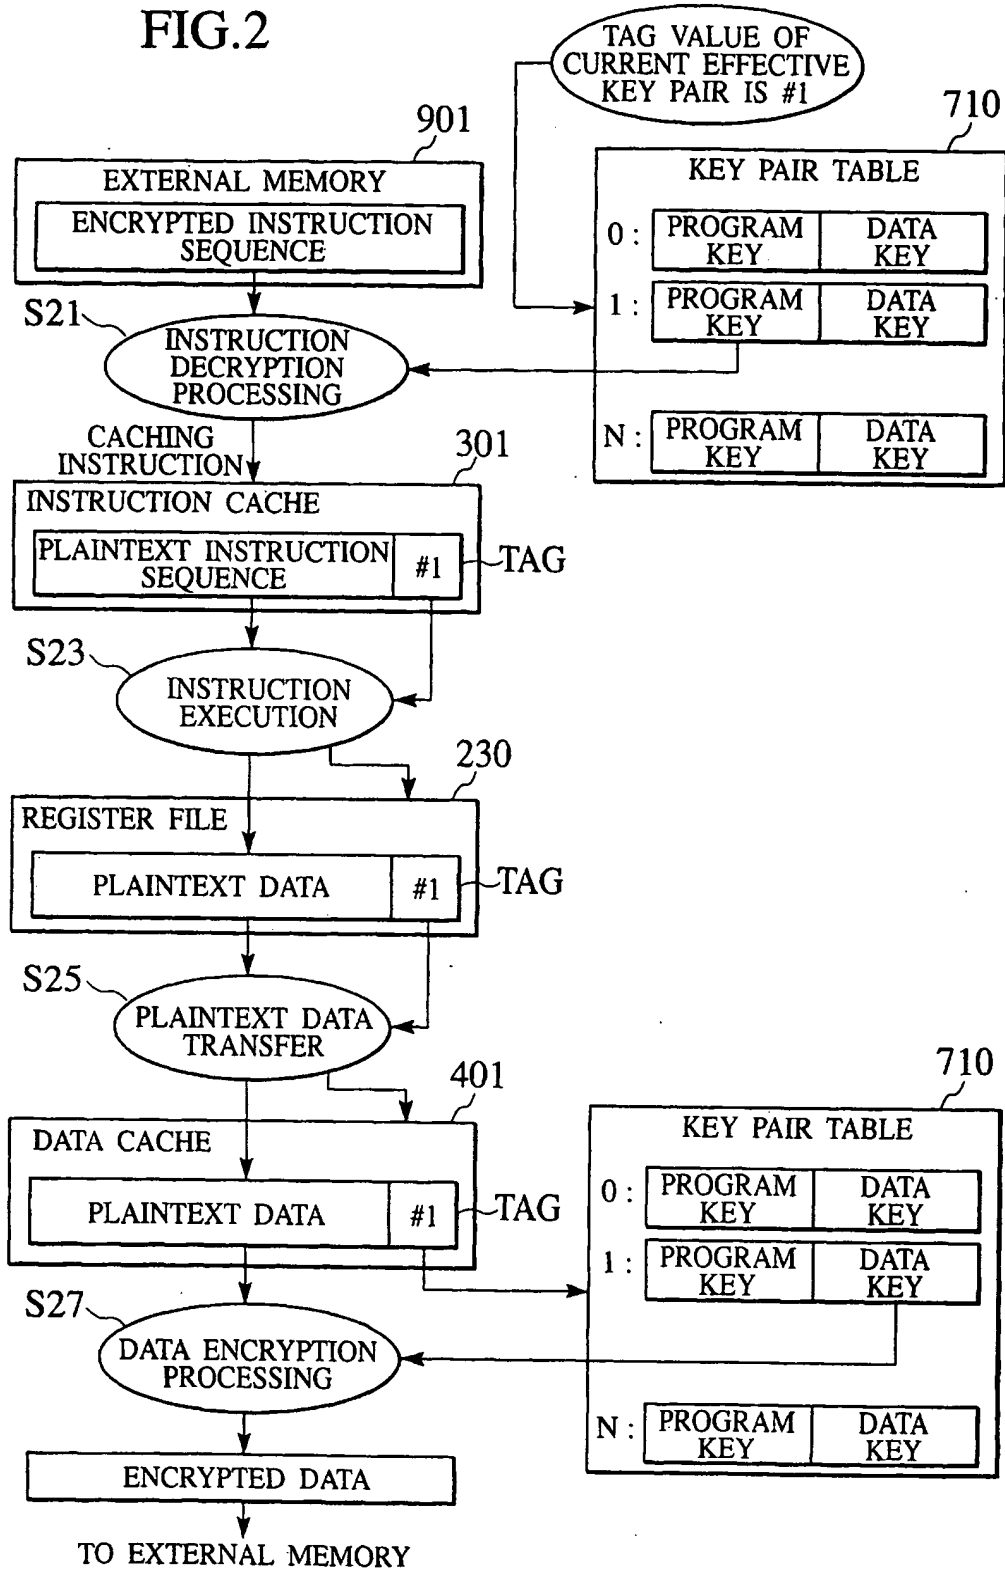 FIG.2
TAG VALUE OF
CURRENT EFFECTIVE
KEY PAIR IS #1
901
EXTERNAL MEMORY
ENCRYPTED INSTRUCTION
SEQUENCE
710
KEY PAIR TABLE
0 : PROGRAM KEY DATA KEY
1 : PROGRAM KEY DATA KEY
N : PROGRAM KEY DATA KEY
S21
INSTRUCTION
DECRYPTION
PROCESSING
CACHING
INSTRUCTION
301
INSTRUCTION CACHE
PLAINTEXT INSTRUCTION
SEQUENCE
#1
TAG
S23
INSTRUCTION
EXECUTION
230
REGISTER FILE
PLAINTEXT DATA #1 TAG
S25
PLAINTEXT DATA
TRANSFER
401
DATA CACHE
PLAINTEXT DATA #1 TAG
710
KEY PAIR TABLE
0 : PROGRAM KEY DATA KEY
1 : PROGRAM KEY DATA KEY
N : PROGRAM KEY DATA KEY
S27
DATA ENCRYPTION
PROCESSING
ENCRYPTED DATA
TO EXTERNAL MEMORY